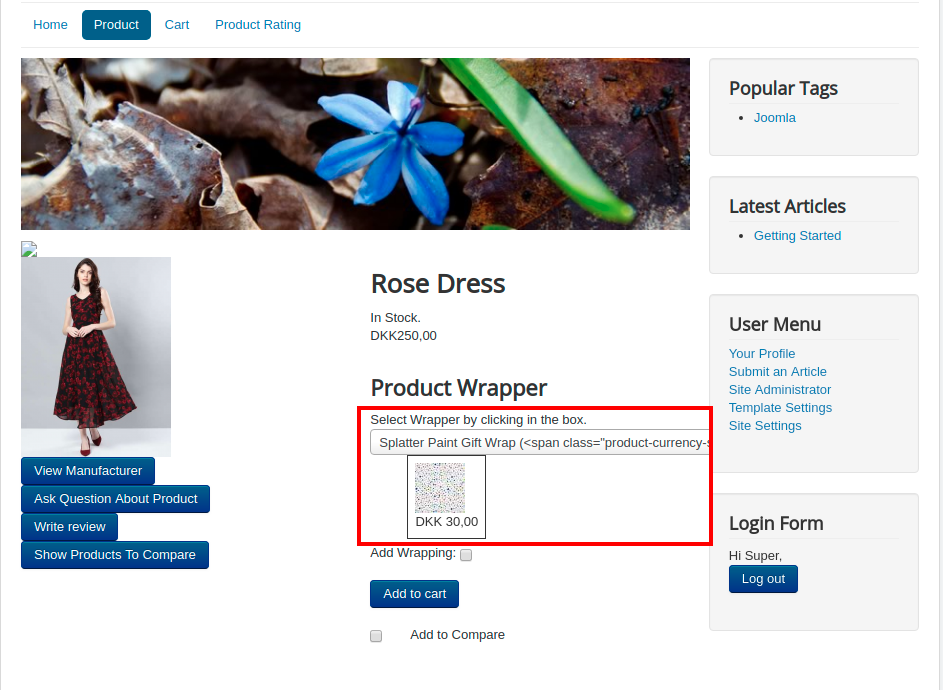 Home
Product
Cart
Product Rating
Popular Tags
Joomla
Latest Articles
Getting Started
Rose Dress
In Stock.
DKK250,00
User Menu
Your Profile
Submit an Article
Site Administrator
Template Settings
Site Settings
Product Wrapper
Select Wrapper by clicking in the box.
Splatter Paint Gift Wrap (<span class="product-currency-s
DKK 30,00
Add Wrapping:
Add to cart
Add to Compare
View Manufacturer
Ask Question About Product
Write review
Show Products To Compare
Login Form
Hi Super,
Log out